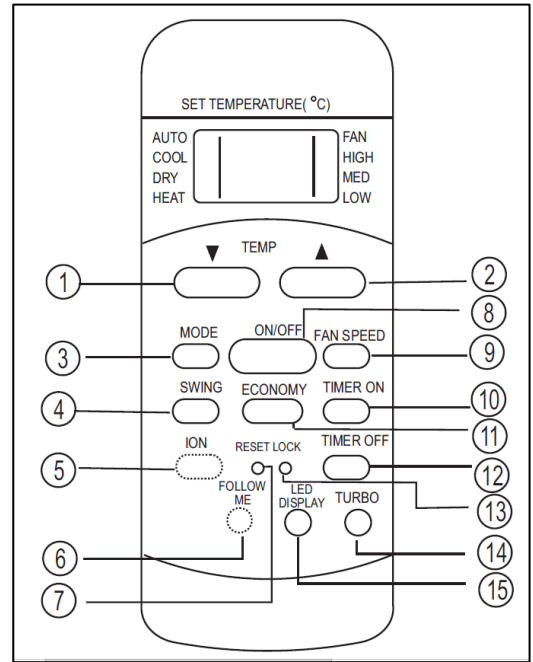 SET TEMPERATURE( °C)
AUTO
COOL
DRY
HEAT
FAN
HIGH
MED
LOW
▼ TEMP ▲
1
2
8
MODE
ON/OFF
FAN SPEED
3
9
SWING
ECONOMY
TIMER ON
4
10
11
ION
RESET LOCK
TIMER OFF
5
12
13
FOLLOW
ME
LED
DISPLAY
TURBO
6
14
7
15